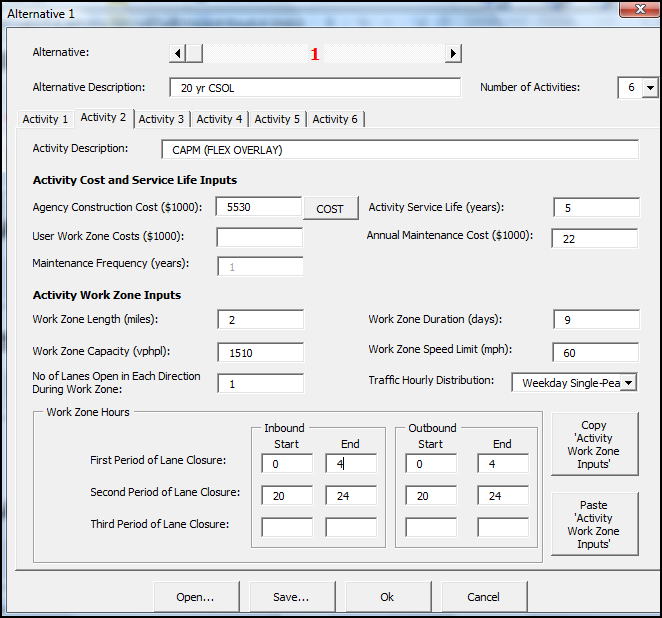 Alternative 1
Alternative: 1
Alternative Description: 20 yr CSOL Number of Activities: 6
Activity 1 Activity 2 Activity 3 Activity 4 Activity 5 Activity 6
Activity Description: CAPM (FLEX OVERLAY)
Activity Cost and Service Life Inputs
Agency Construction Cost ($1000): 5530 COST Activity Service Life (years): 5
User Work Zone Costs ($1000): Annual Maintenance Cost ($1000): 22
Maintenance Frequency (years): 1
Activity Work Zone Inputs
Work Zone Length (miles): 2 Work Zone Duration (days): 9
Work Zone Capacity (vphpl): 1510 Work Zone Speed Limit (mph): 60
No of Lanes Open in Each Direction
During Work Zone: 1 Traffic Hourly Distribution: Weekday Single-Pea
Work Zone Hours
Inbound Outbound
Start End Start End
First Period of Lane Closure: 0 4 0 4
Second Period of Lane Closure: 20 24 20 24
Third Period of Lane Closure:
Copy
'Activity
Work Zone
Inputs'
Paste
'Activity
Work Zone
Inputs'
Open... Save... Ok Cancel